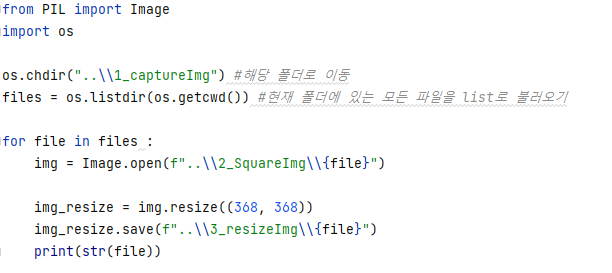 from PIL import Image
import os
os.chdir("..\\1_captureImg") #해당 폴더로 이동
files = os.listdir(os.getcwd()) #현재 폴더에 있는 모든 파일을 list로 불러오기
for file in files :
img = Image.open(f"..\\2_SquareImg\\{file}")
img_resize = img.resize((368, 368))
img_resize.save(f"..\\3_resizeImg\\{file}")
print(str(file))